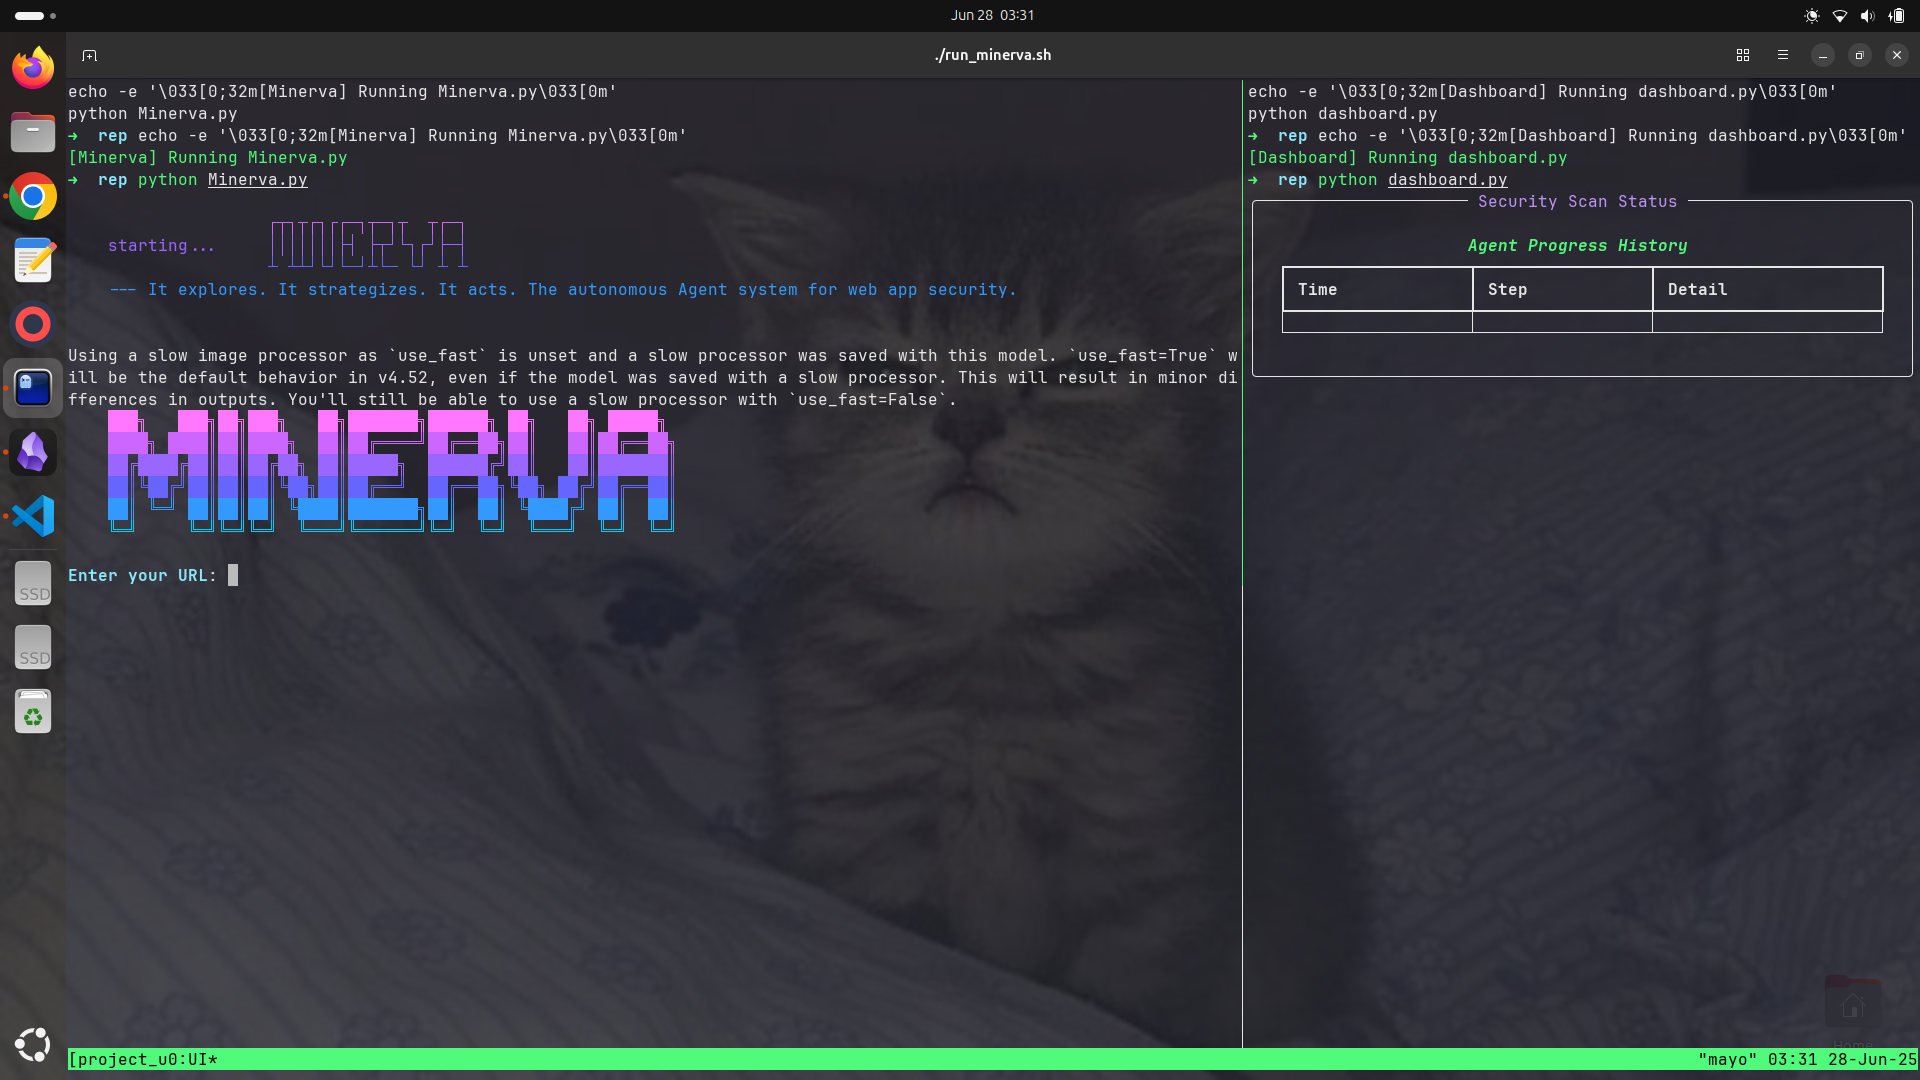 Jun 28 03:31
./run_minerva.sh
echo -e '\033[0;32m[Minerva] Running Minerva.py\033[0m'
python Minerva.py
➜ rep echo -e '\033[0;32m[Minerva] Running Minerva.py\033[0m'
[Minerva] Running Minerva.py
➜ rep python Minerva.py
starting... MINERVA
--- It explores. It strategizes. It acts. The autonomous Agent system for web app security.
Using a slow image processor as `use_fast` is unset and a slow processor was saved with this model. `use_fast=True` w
ill be the default behavior in v4.52, even if the model was saved with a slow processor. This will result in minor di
fferences in outputs. You'll still be able to use a slow processor with `use_fast=False`.
MINERVA
Enter your URL:
echo -e '\033[0;32m[Dashboard] Running dashboard.py\033[0m'
python dashboard.py
➜ rep echo -e '\033[0;32m[Dashboard] Running dashboard.py\033[0m'
[Dashboard] Running dashboard.py
➜ rep python dashboard.py
Security Scan Status
Agent Progress History
Time Step Detail
SSD
SSD
Home
[project_u0:UI* "mayo" 03:31 28-Jun-25